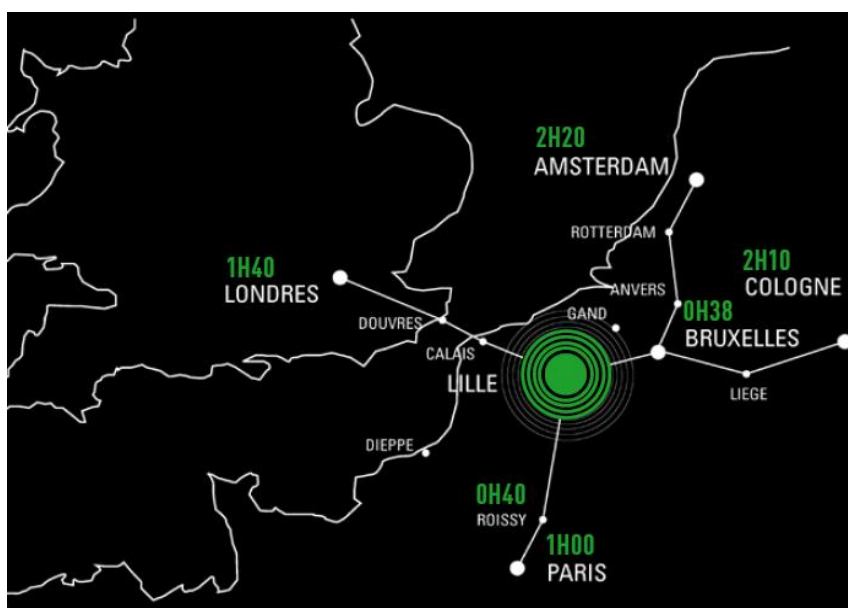 2H20
AMSTERDAM
ROTTERDAM
1H40
LONDRES
2H10
COLOGNE
ANVERS
0H38
BRUXELLES
GAND
DOUVRES
CALAIS
LILLE
LIEGE
DIEPPE
0H40
ROISSY
1H00
PARIS